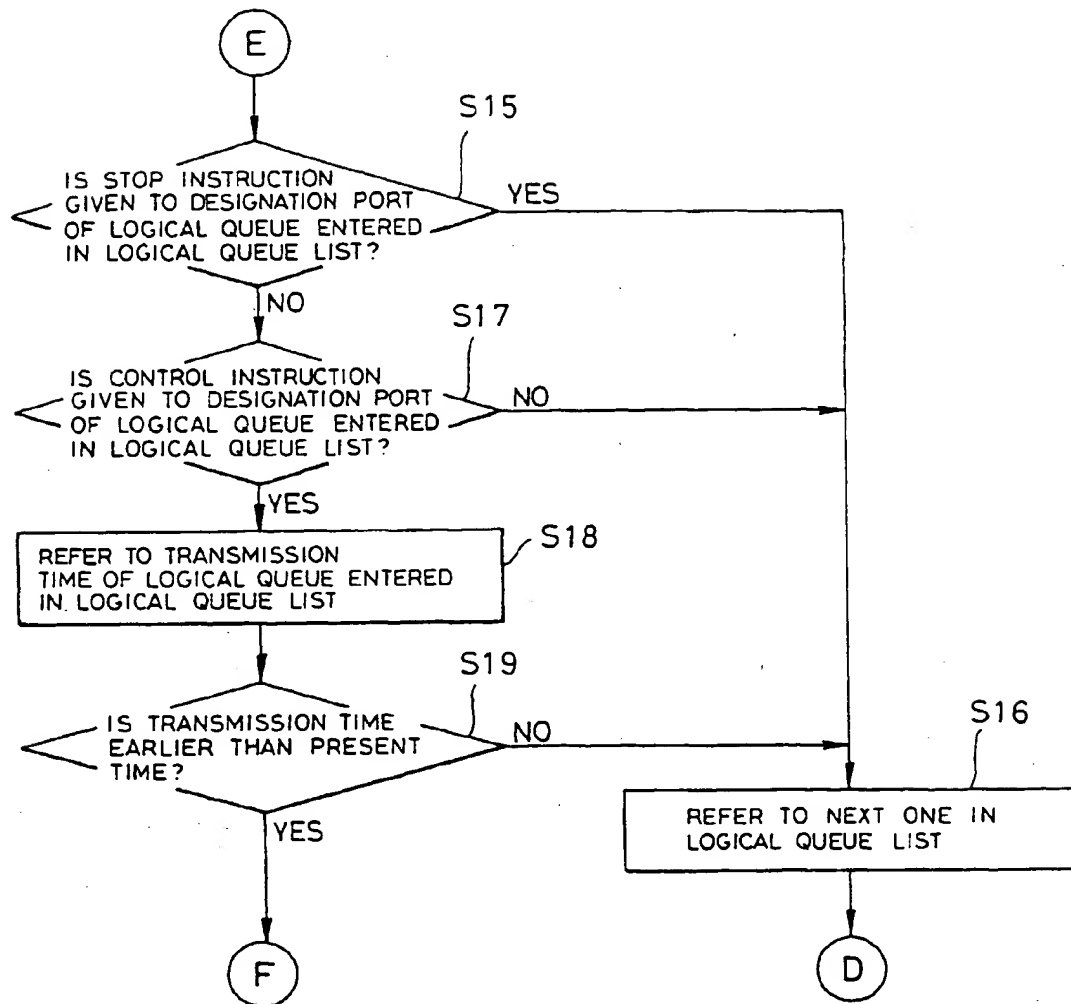 E
S15
IS STOP INSTRUCTION
GIVEN TO DESIGNATION PORT
OF LOGICAL QUEUE ENTERED
IN LOGICAL QUEUE LIST?
YES
NO
S17
IS CONTROL INSTRUCTION
GIVEN TO DESIGNATION PORT
OF LOGICAL QUEUE ENTERED
IN LOGICAL QUEUE LIST?
NO
YES
S18
REFER TO TRANSMISSION
TIME OF LOGICAL QUEUE ENTERED
IN LOGICAL QUEUE LIST
S19
IS TRANSMISSION TIME
EARLIER THAN PRESENT
TIME?
NO
YES
S16
REFER TO NEXT ONE IN
LOGICAL QUEUE LIST
F
D